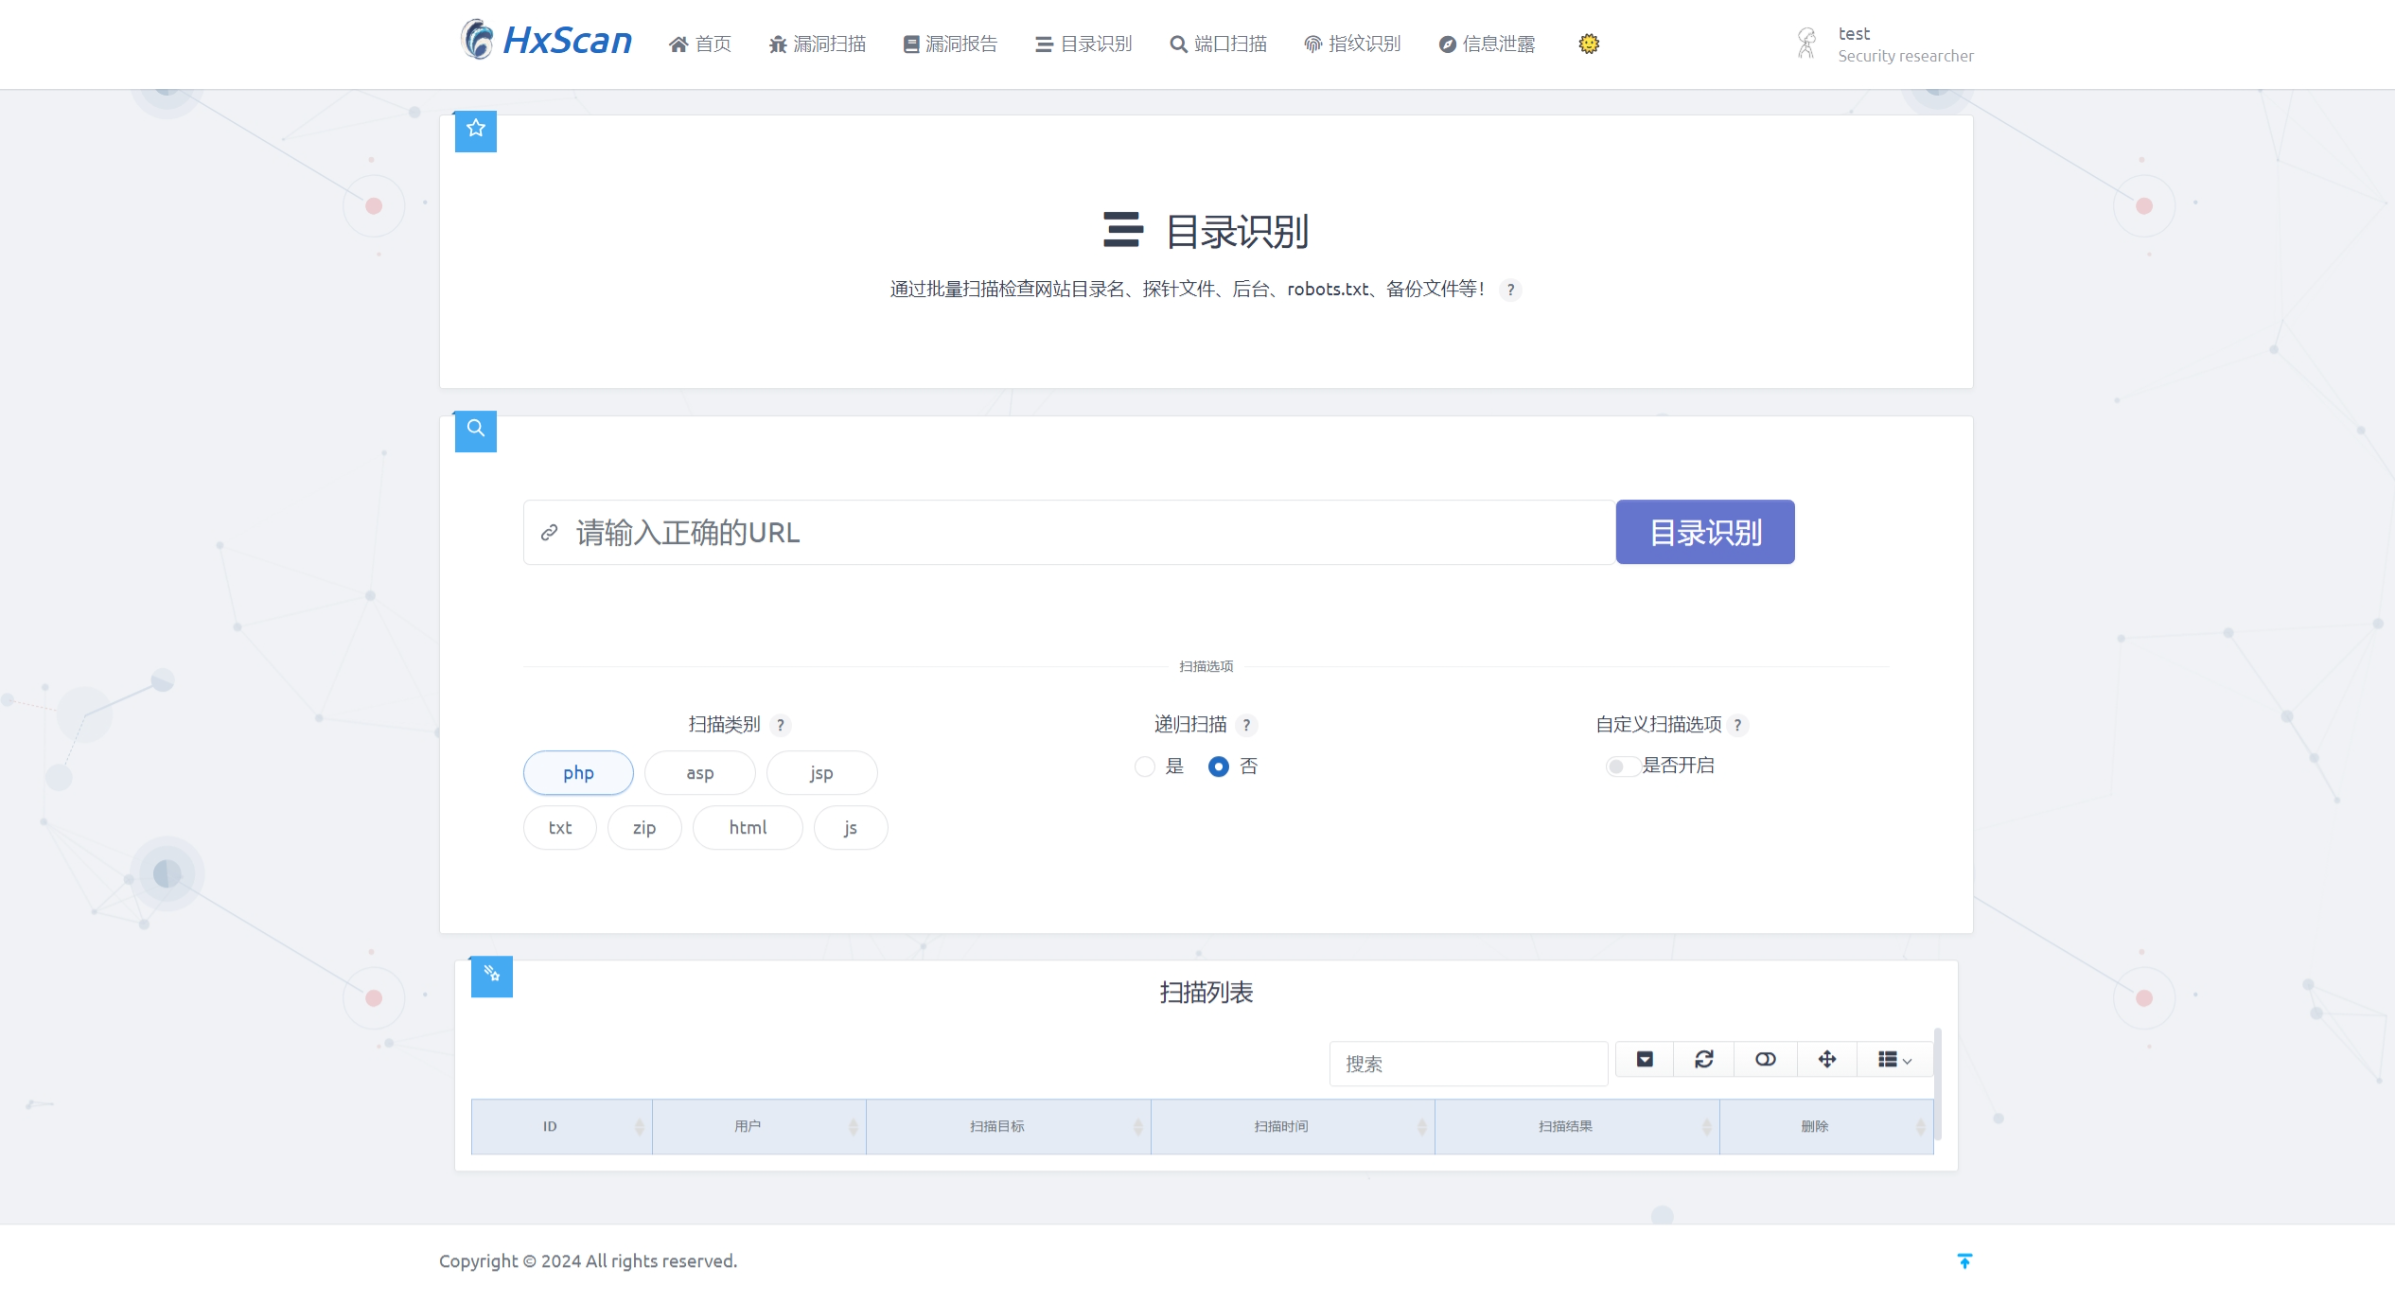 HxScan 首页 漏洞扫描 漏洞报告 目录识别 端口扫描 指纹识别 信息泄露 test
Security researcher
目录识别
通过批量扫描检查网站目录名、探针文件、后台、robots.txt、备份文件等！ ?
请输入正确的URL 目录识别
扫描选项
扫描类别 ? 递归扫描 ? 自定义扫描选项 ?
php asp jsp 是 否 是否开启
txt zip html js
扫描列表
搜索
ID 用户 扫描目标 扫描时间 扫描结果 删除
Copyright © 2024 All rights reserved.